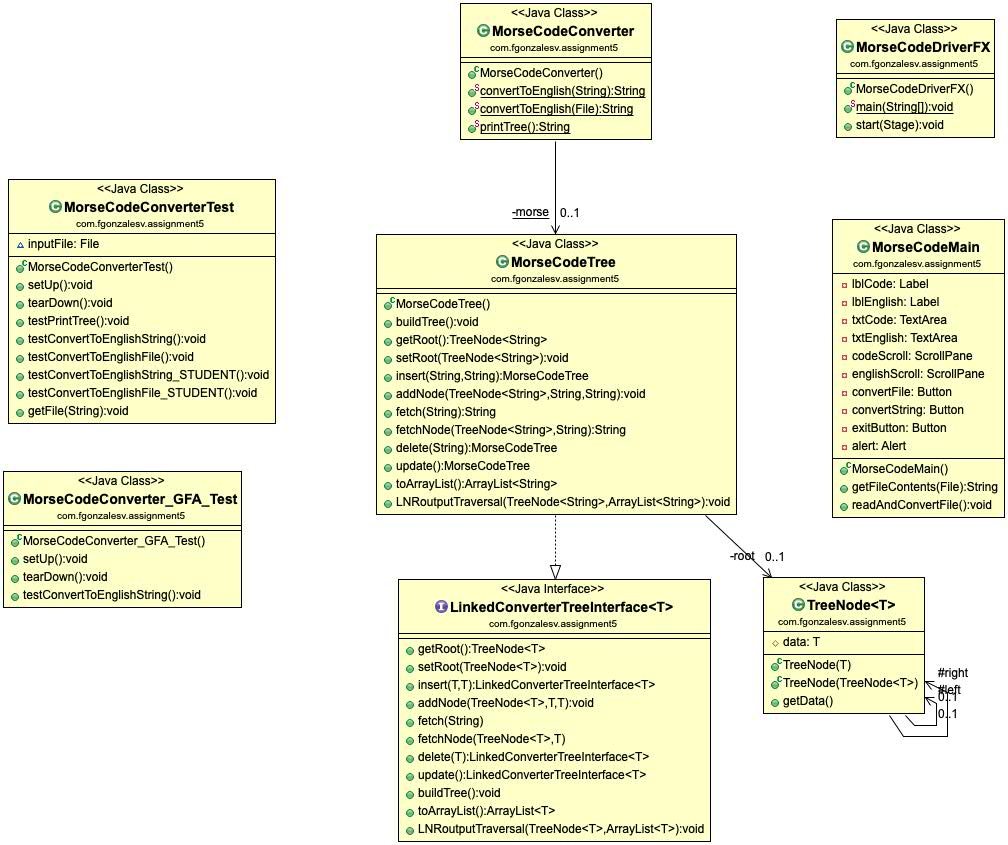 <<Java Class>>
MorseCodeConverter
com.fgonzalesv.assignment5
MorseCodeConverter()
convertToEnglish(String):String
convertToEnglish(File):String
printTree():String
<<Java Class>>
MorseCodeDriverFX
com.fgonzalesv.assignment5
MorseCodeDriverFX()
main(String[]):void
start(Stage):void
<<Java Class>>
MorseCodeConverterTest
com.fgonzalesv.assignment5
inputFile: File
MorseCodeConverterTest()
setUp():void
tearDown():void
testPrintTree():void
testConvertToEnglishString():void
testConvertToEnglishFile():void
testConvertToEnglishString_STUDENT():void
testConvertToEnglishFile_STUDENT():void
getFile(String):void
-morse 0..1
<<Java Class>>
MorseCodeTree
com.fgonzalesv.assignment5
MorseCodeTree()
buildTree():void
getRoot():TreeNode<String>
setRoot(TreeNode<String>):void
insert(String,String):MorseCodeTree
addNode(TreeNode<String>,String,String):void
fetch(String):String
fetchNode(TreeNode<String>,String):String
delete(String):MorseCodeTree
update():MorseCodeTree
toArrayList():ArrayList<String>
LNRoutputTraversal(TreeNode<String>,ArrayList<String>):void
<<Java Class>>
MorseCodeMain
com.fgonzalesv.assignment5
lblCode: Label
lblEnglish: Label
txtCode: TextArea
txtEnglish: TextArea
codeScroll: ScrollPane
englishScroll: ScrollPane
convertFile: Button
convertString: Button
exitButton: Button
alert: Alert
MorseCodeMain()
getFileContents(File):String
readAndConvertFile():void
<<Java Class>>
MorseCodeConverter_GFA_Test
com.fgonzalesv.assignment5
MorseCodeConverter_GFA_Test()
setUp():void
tearDown():void
testConvertToEnglishString():void
-root 0..1
<<Java Interface>>
LinkedConverterTreeInterface<T>
com.fgonzalesv.assignment5
getRoot():TreeNode<T>
setRoot(TreeNode<T>):void
insert(T,T):LinkedConverterTreeInterface<T>
addNode(TreeNode<T>,T,T):void
fetch(String)
fetchNode(TreeNode<T>,T)
delete(T):LinkedConverterTreeInterface<T>
update():LinkedConverterTreeInterface<T>
buildTree():void
toArrayList():ArrayList<T>
LNRoutputTraversal(TreeNode<T>,ArrayList<T>):void
<<Java Class>>
TreeNode<T>
com.fgonzalesv.assignment5
data: T
TreeNode(T)
TreeNode(TreeNode<T>)
getData()
#right
#left
0..1
0..1